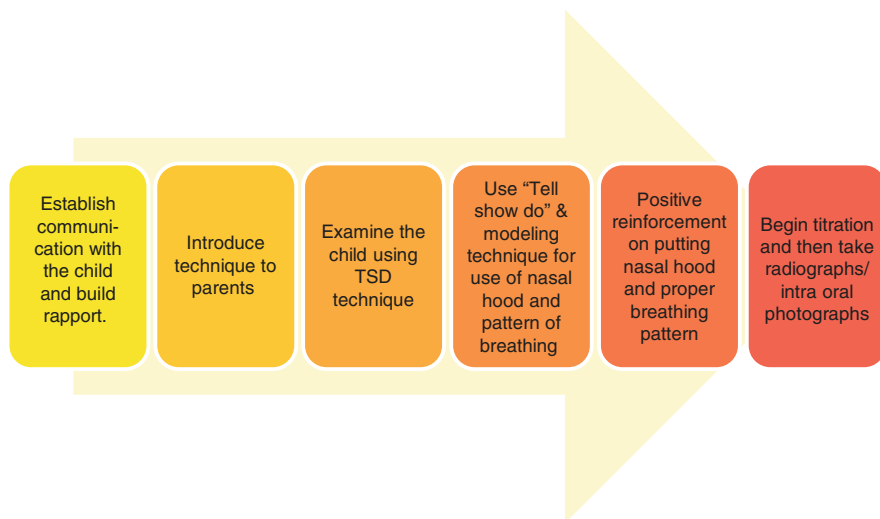 Establish
communi-
cation with
the child
and build
rapport.
Introduce
technique to
parents
Examine the
child using
TSD
technique
Use “Tell
show do” &
modeling
technique for
use of nasal
hood and
pattern of
breathing
Positive
reinforcement
on putting
nasal hood
and proper
breathing
pattern
Begin titration
and then take
radiographs/
intra oral
photographs